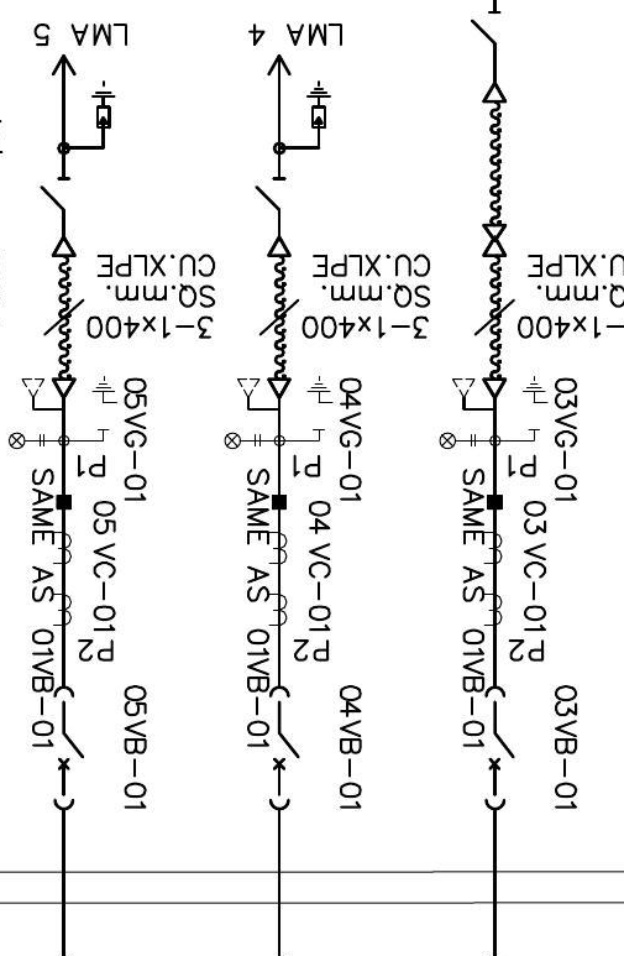 LMA 5
3-1x400
SQ.mm.
CU.XLPE
05VG-01
P1
SAME AS 01VB-01
05 VC-01
P2
05VB-01
LMA 4
3-1x400
SQ.mm.
CU.XLPE
04VG-01
P1
SAME AS 01VB-01
04 VC-01
P2
04VB-01
3-1x400
SQ.mm.
CU.XLPE
03VG-01
P1
SAME AS 01VB-01
03 VC-01
P2
03VB-01